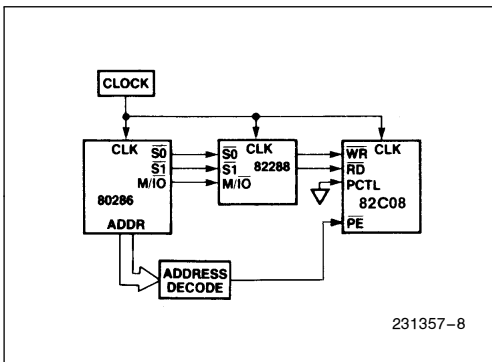 CLOCK
CLK S0 S0 CLK WR CLK
S1 S1 82288 RD
M/IO M/IO PCTL
80286 82C08
ADDR PE
ADDRESS
DECODE
231357–8